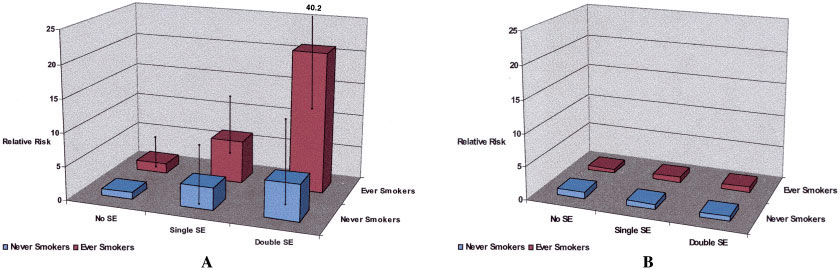 40.2
25
20
15
10
5
0
Relative Risk
No SE
Single SE
Double SE
Ever Smokers
Never Smokers
Never Smokers Ever Smokers
A
25
20
15
10
5
0
Relative Risk
No SE
Single SE
Double SE
Ever Smokers
Never Smokers
Never Smokers Ever Smokers
B